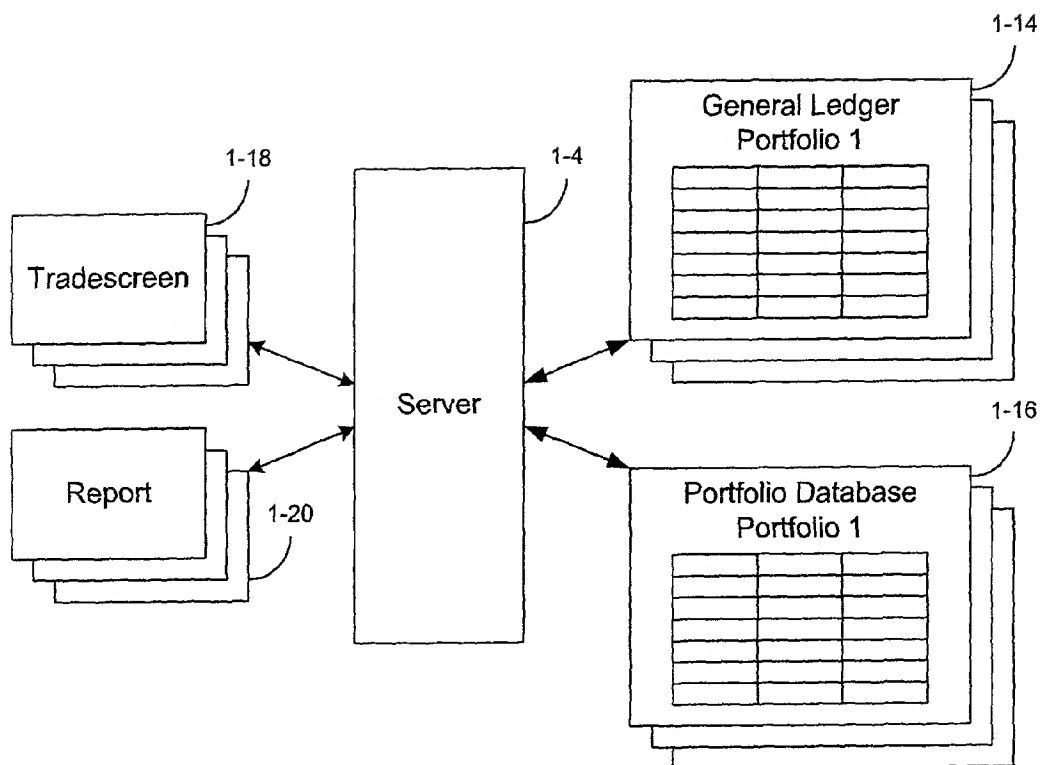 1-14
General Ledger
Portfolio 1
1-18
1-4
Tradescreen
Server
1-16
Report
1-20
Portfolio Database
Portfolio 1